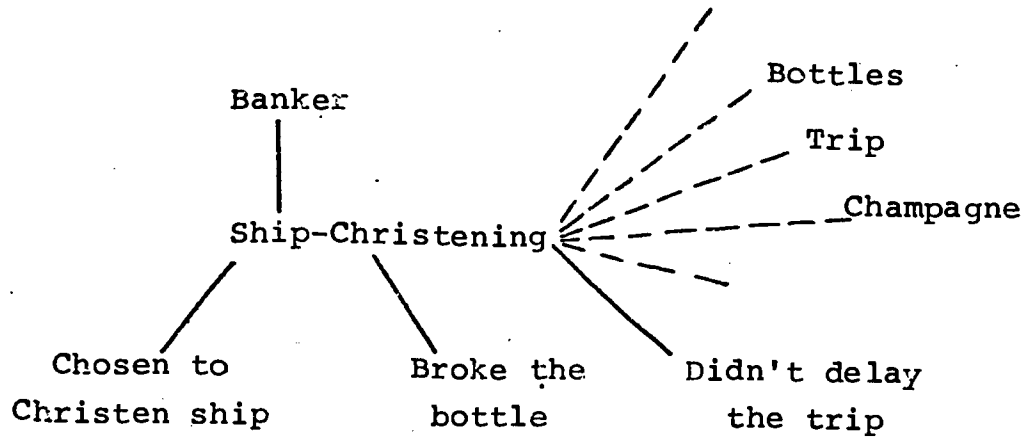 Bottles
Banker
Trip
Champagne
Ship-Christening
Chosen to
Christen ship
Broke the
bottle
Didn't delay
the trip